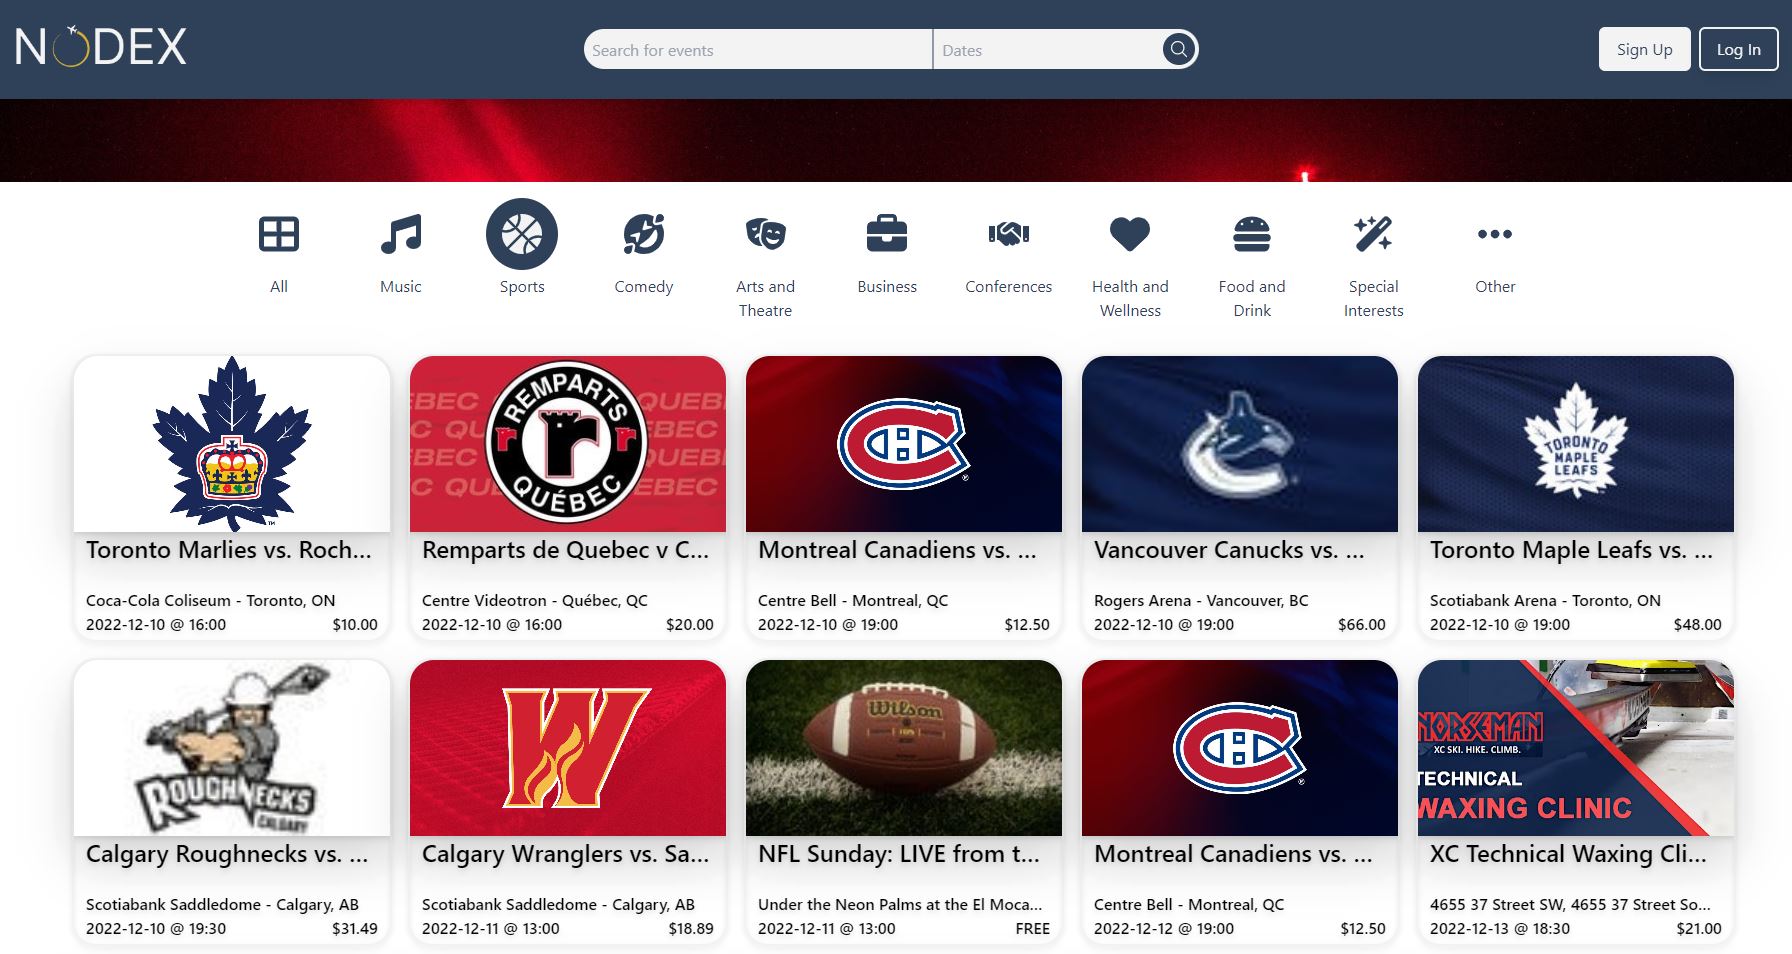 NODEX
Search for events
Dates
Sign Up
Log In
All
Music
Sports
Comedy
Arts and
Theatre
Business
Conferences
Health and
Wellness
Food and
Drink
Special
Interests
Other
REMPARTS
QUÉBEC
TORONTO
MAPLE
LEAFS
Toronto Marlies vs. Roch...
Coca-Cola Coliseum - Toronto, ON
2022-12-10 @ 16:00 $10.00
Remparts de Quebec v C...
Centre Videotron - Québec, QC
2022-12-10 @ 16:00 $20.00
Montreal Canadiens vs. ...
Centre Bell - Montreal, QC
2022-12-10 @ 19:00 $12.50
Vancouver Canucks vs. ...
Rogers Arena - Vancouver, BC
2022-12-10 @ 19:00 $66.00
Toronto Maple Leafs vs. ...
Scotiabank Arena - Toronto, ON
2022-12-10 @ 19:00 $48.00
ROUGHNECKS
CALGARY
Calgary Roughnecks vs. ...
Scotiabank Saddledome - Calgary, AB
2022-12-10 @ 19:30 $31.49
W
Calgary Wranglers vs. Sa...
Scotiabank Saddledome - Calgary, AB
2022-12-11 @ 13:00 $18.89
Wilson
NFL Sunday: LIVE from t...
Under the Neon Palms at the El Moca...
2022-12-11 @ 13:00 FREE
Montreal Canadiens vs. ...
Centre Bell - Montreal, QC
2022-12-12 @ 19:00 $12.50
NORSEMAN
XC SKI. HIKE. CLIMB.
TECHNICAL
WAXING CLINIC
XC Technical Waxing Cli...
4655 37 Street SW, 4655 37 Street So...
2022-12-13 @ 18:30 $21.00